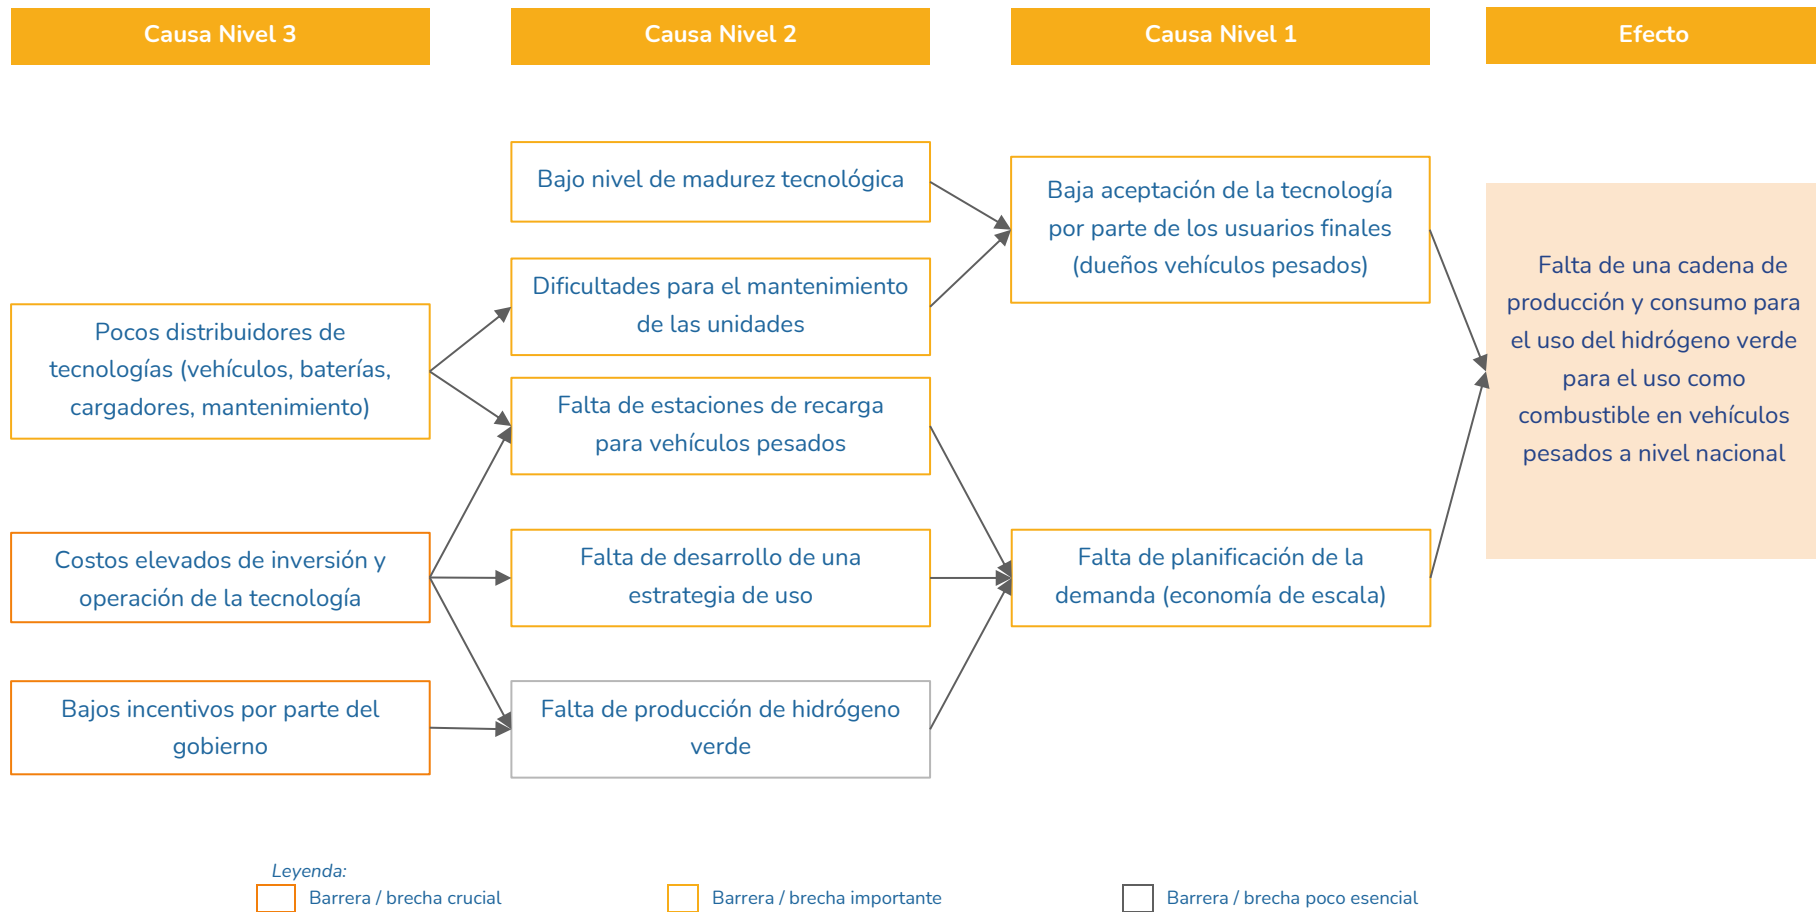 Causa Nivel 3
Causa Nivel 2
Causa Nivel 1
Efecto
Pocos distribuidores de
tecnologías (vehículos, baterías,
cargadores, mantenimiento)
Costos elevados de inversión y
operación de la tecnología
Bajos incentivos por parte del
gobierno
Bajo nivel de madurez tecnológica
Dificultades para el mantenimiento
de las unidades
Falta de estaciones de recarga
para vehículos pesados
Falta de desarrollo de una
estrategia de uso
Falta de producción de hidrógeno
verde
Baja aceptación de la tecnología
por parte de los usuarios finales
(dueños vehículos pesados)
Falta de planificación de la
demanda (economía de escala)
Falta de una cadena de
producción y consumo para
el uso del hidrógeno verde
para el uso como
combustible en vehículos
pesados a nivel nacional
Leyenda:
Barrera / brecha crucial
Barrera / brecha importante
Barrera / brecha poco esencial